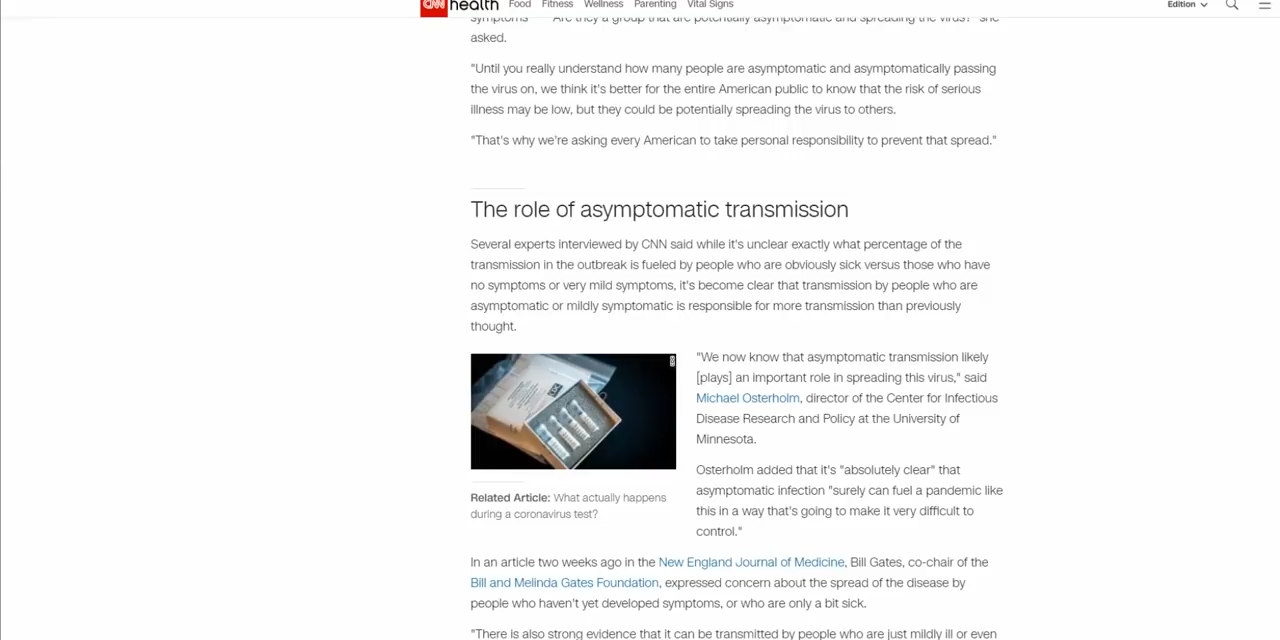 CNN health Food Fitness Wellness Parenting Vital Signs Edition
symptoms Are they a group that are potentially asymptomatic and spreading the virus?" she
asked.
"Until you really understand how many people are asymptomatic and asymptomatically passing
the virus on, we think it's better for the entire American public to know that the risk of serious
illness may be low, but they could be potentially spreading the virus to others.
"That's why we're asking every American to take personal responsibility to prevent that spread."
The role of asymptomatic transmission
Several experts interviewed by CNN said while it's unclear exactly what percentage of the
transmission in the outbreak is fueled by people who are obviously sick versus those who have
no symptoms or very mild symptoms, it's become clear that transmission by people who are
asymptomatic or mildly symptomatic is responsible for more transmission than previously
thought.
"We now know that asymptomatic transmission likely
[plays] an important role in spreading this virus," said
Michael Osterholm, director of the Center for Infectious
Disease Research and Policy at the University of
Minnesota.
Osterholm added that it's "absolutely clear" that
asymptomatic infection "surely can fuel a pandemic like
this in a way that's going to make it very difficult to
control."
Related Article: What actually happens
during a coronavirus test?
In an article two weeks ago in the New England Journal of Medicine, Bill Gates, co-chair of the
Bill and Melinda Gates Foundation, expressed concern about the spread of the disease by
people who haven't yet developed symptoms, or who are only a bit sick.
"There is also strong evidence that it can be transmitted by people who are just mildly ill or even